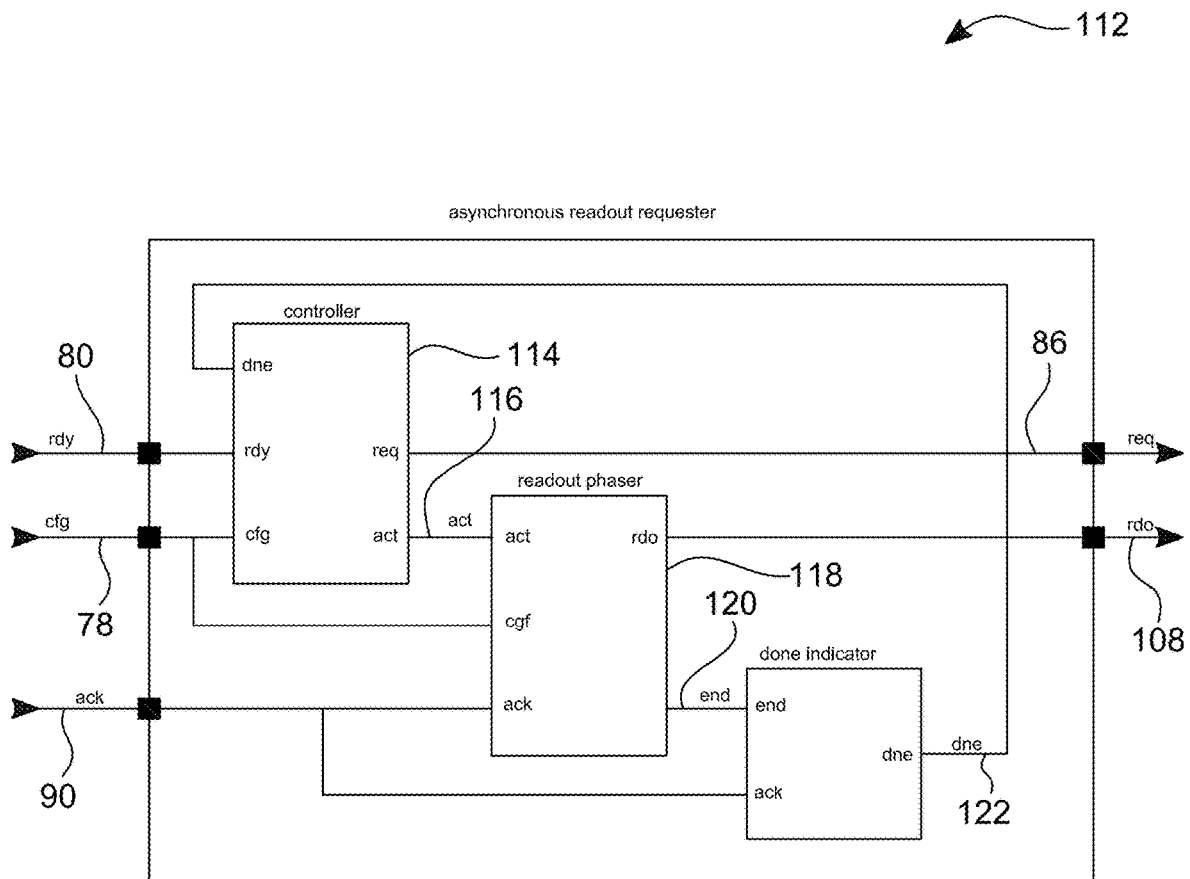 112
asynchronous readout requester
controller
dne
114
80
86
116
rdy
rdy
req
req
readout phaser
cfg
cfg
act
act
act
rdo
rdo
118
78
cgf
120
108
done indicator
ack
ack
end
end
dne
dne
90
ack
122